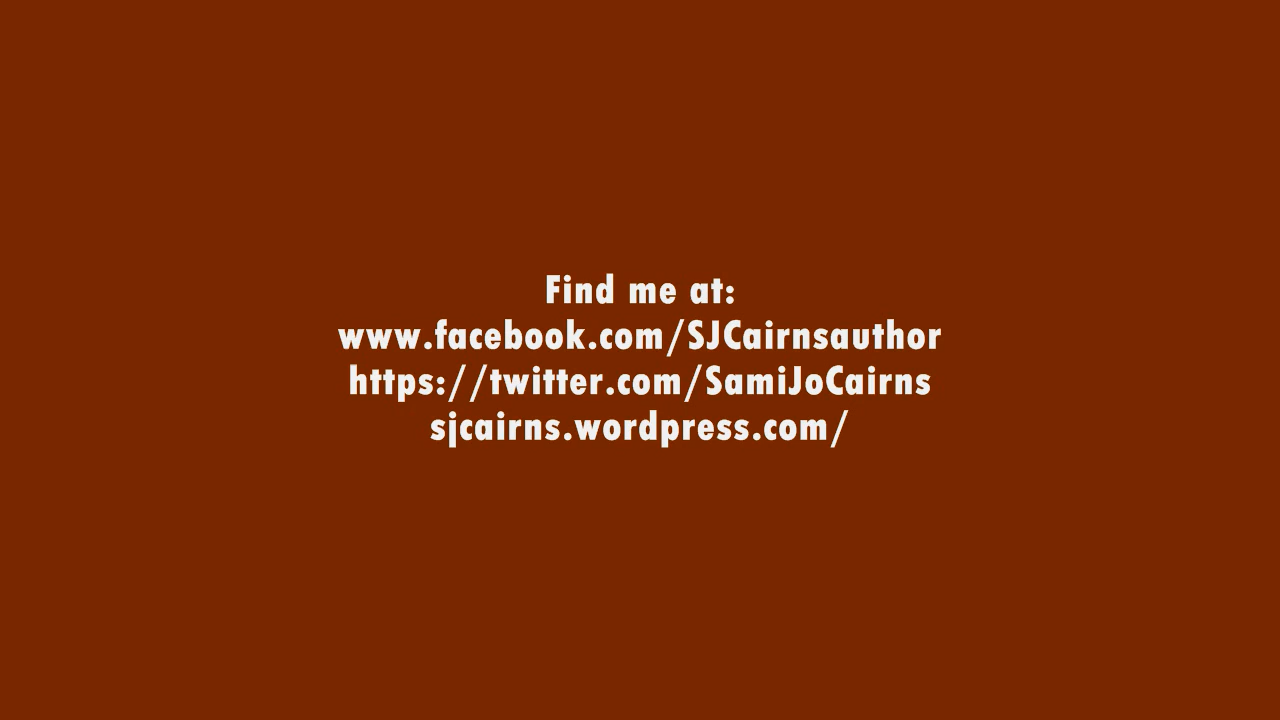 Find me at:
www.facebook.com/SJCairnsauthor
https://twitter.com/SamiJoCairns
sjcairns.wordpress.com/